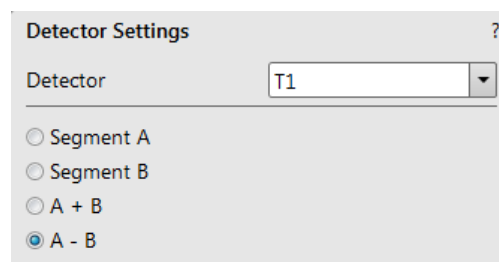 Detector Settings ?
Detector T1
Segment A
Segment B
A + B
A - B